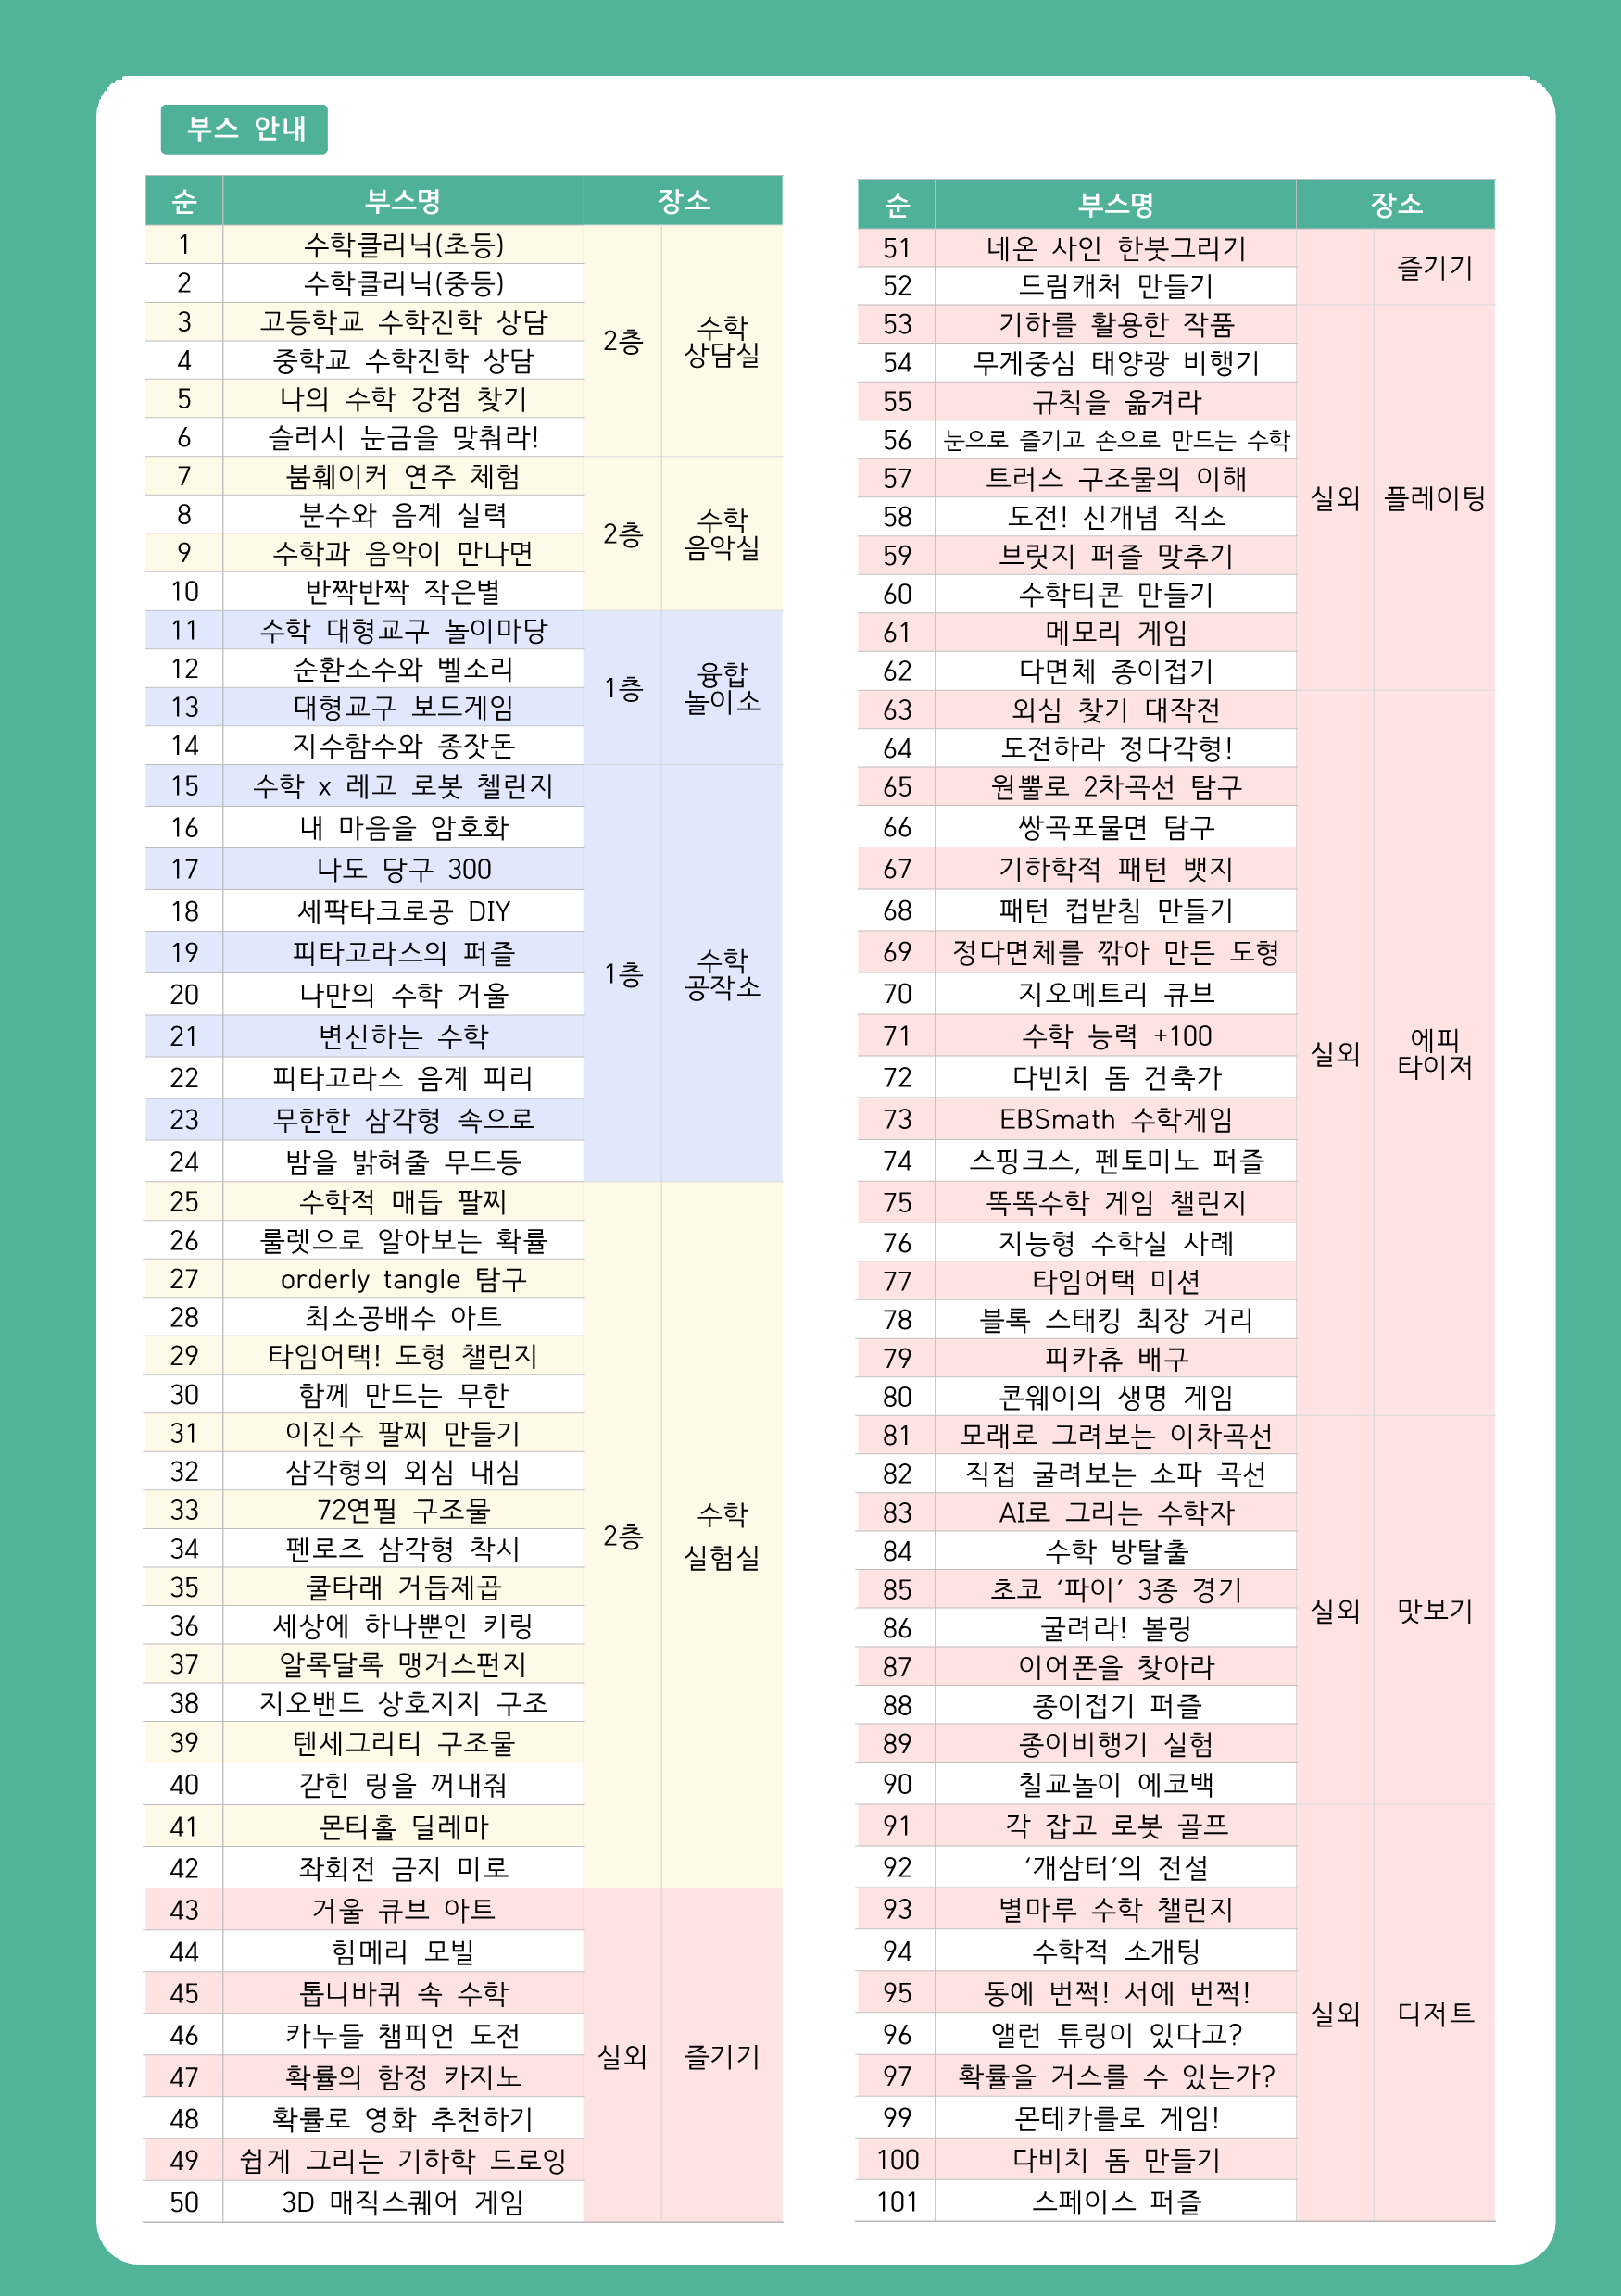 부스 안내
순 부스명 장소
1 수학클리닉(초등)
2 수학클리닉(중등)
3 고등학교 수학진학 상담
4 중학교 수학진학 상담
5 나의 수학 강점 찾기
6 슬러시 눈금을 맞춰라!
2층 수학 상담실
7 붐훼이커 연주 체험
8 분수와 음계 실력
9 수학과 음악이 만나면
10 반짝반짝 작은별
2층 수학 음악실
11 수학 대형교구 놀이마당
12 순환소수와 벨소리
13 대형교구 보드게임
14 지수함수와 종잣돈
1층 융합 놀이소
15 수학 x 레고 로봇 첼린지
16 내 마음을 암호화
17 나도 당구 300
18 세팍타크로공 DIY
19 피타고라스의 퍼즐
20 나만의 수학 거울
21 변신하는 수학
22 피타고라스 음계 피리
23 무한한 삼각형 속으로
24 밤을 밝혀줄 무드등
1층 수학 공작소
25 수학적 매듭 팔찌
26 룰렛으로 알아보는 확률
27 orderly tangle 탐구
28 최소공배수 아트
29 타임어택! 도형 챌린지
30 함께 만드는 무한
31 이진수 팔찌 만들기
32 삼각형의 외심 내심
33 72연필 구조물
34 펜로즈 삼각형 착시
35 쿨타래 거듭제곱
36 세상에 하나뿐인 키링
37 알록달록 맹거스펀지
38 지오밴드 상호지지 구조
39 텐세그리티 구조물
40 갇힌 링을 꺼내줘
41 몬티홀 딜레마
42 좌회전 금지 미로
2층 수학 실험실
43 거울 큐브 아트
44 힘메리 모빌
45 톱니바퀴 속 수학
46 카누들 챔피언 도전
47 확률의 함정 카지노
48 확률로 영화 추천하기
49 쉽게 그리는 기하학 드로잉
50 3D 매직스퀘어 게임
실외 즐기기
순 부스명 장소
51 네온 사인 한붓그리기
52 드림캐처 만들기
즐기기
53 기하를 활용한 작품
54 무게중심 태양광 비행기
55 규칙을 옮겨라
56 눈으로 즐기고 손으로 만드는 수학
57 트러스 구조물의 이해
58 도전! 신개념 직소
59 브릿지 퍼즐 맞추기
60 수학티콘 만들기
61 메모리 게임
62 다면체 종이접기
실외 플레이팅
63 외심 찾기 대작전
64 도전하라 정다각형!
65 원뿔로 2차곡선 탐구
66 쌍곡포물면 탐구
67 기하학적 패턴 뱃지
68 패턴 컵받침 만들기
69 정다면체를 깎아 만든 도형
70 지오메트리 큐브
71 수학 능력 +100
72 다빈치 돔 건축가
73 EBSmath 수학게임
74 스핑크스, 펜토미노 퍼즐
75 똑똑수학 게임 챌린지
76 지능형 수학실 사례
77 타임어택 미션
78 블록 스태킹 최장 거리
79 피카츄 배구
80 콘웨이의 생명 게임
실외 에피 타이저
81 모래로 그려보는 이차곡선
82 직접 굴려보는 소파 곡선
83 AI로 그리는 수학자
84 수학 방탈출
85 초코 ‘파이’ 3종 경기
86 굴려라! 볼링
87 이어폰을 찾아라
88 종이접기 퍼즐
89 종이비행기 실험
90 칠교놀이 에코백
실외 맛보기
91 각 잡고 로봇 골프
92 ‘개삼터’의 전설
93 별마루 수학 챌린지
94 수학적 소개팅
95 동에 번쩍! 서에 번쩍!
96 앨런 튜링이 있다고?
97 확률을 거스를 수 있는가?
99 몬테카를로 게임!
100 다비치 돔 만들기
101 스페이스 퍼즐
실외 디저트